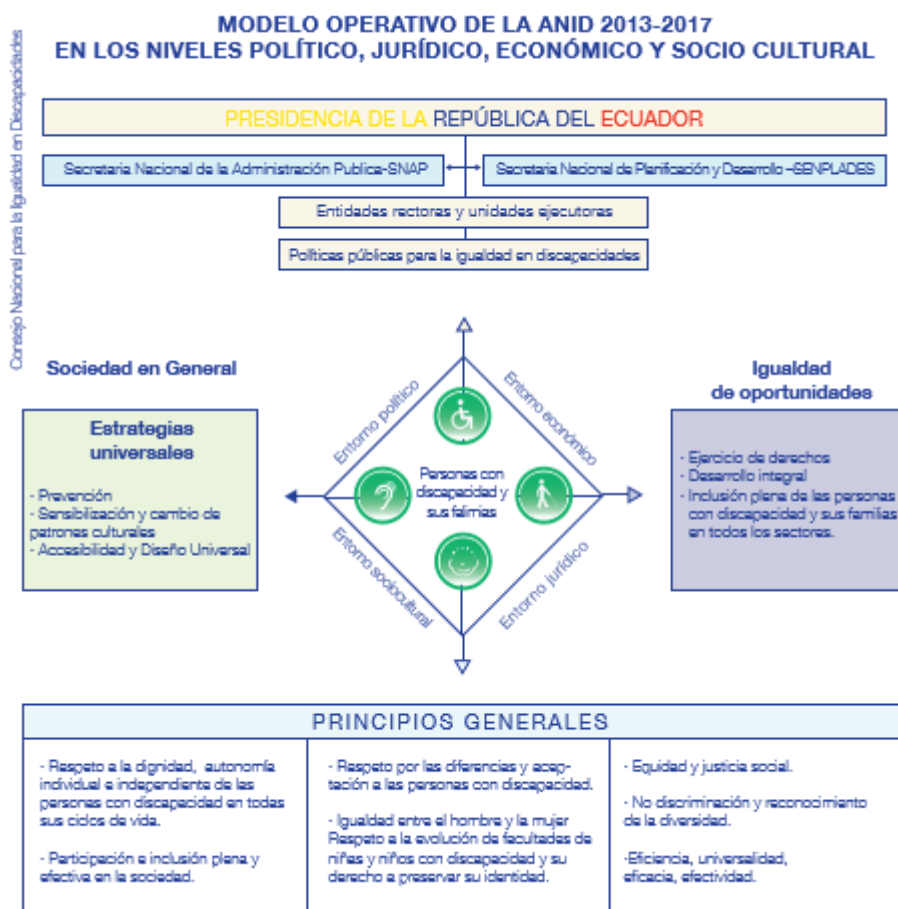 MODELO OPERATIVO DE LA ANID 2013-2017
EN LOS NIVELES POLÍTICO, JURÍDICO, ECONÓMICO Y SOCIO CULTURAL
Consejo Nacional para la Igualdad en Discapacidades
PRESIDENCIA DE LA REPÚBLICA DEL ECUADOR
Secretaria Nacional de la Administración Publica-SNAP
Secretaria Nacional de Planificación y Desarrollo -SENPLADES
Entidades rectoras y unidades ejecutoras
Políticas públicas para la igualdad en discapacidades
Sociedad en General
Estrategias
universales
- Prevención
- Sensibilización y cambio de
patrones culturales
- Accesibilidad y Diseño Universal
Entorno político
Entorno económico
Personas con
discapacidad y
sus falimias
Entorno sociocultural
Entorno jurídico
Igualdad
de oportunidades
- Ejercicio de derechos
- Desarrollo integral
- Inclusión plena de las personas
con discapacidad y sus familias
en todos los sectores.
PRINCIPIOS GENERALES
- Respeto a la dignidad, autonomía
individual e independiente de las
personas con discapacidad en todas
sus ciclos de vida.
- Participación e inclusión plena y
efectiva en la sociedad.
- Respeto por las diferencias y acep-
tación a las personas con discapacidad.
- Igualdad entre el hombre y la mujer
Respeto a la evolución de facultades de
niñas y niños con discapacidad y su
derecho a preservar su identidad.
- Equidad y justicia social.
- No discriminación y reconocimiento
de la diversidad.
-Eficiencia, universalidad,
eficacia, efectividad.